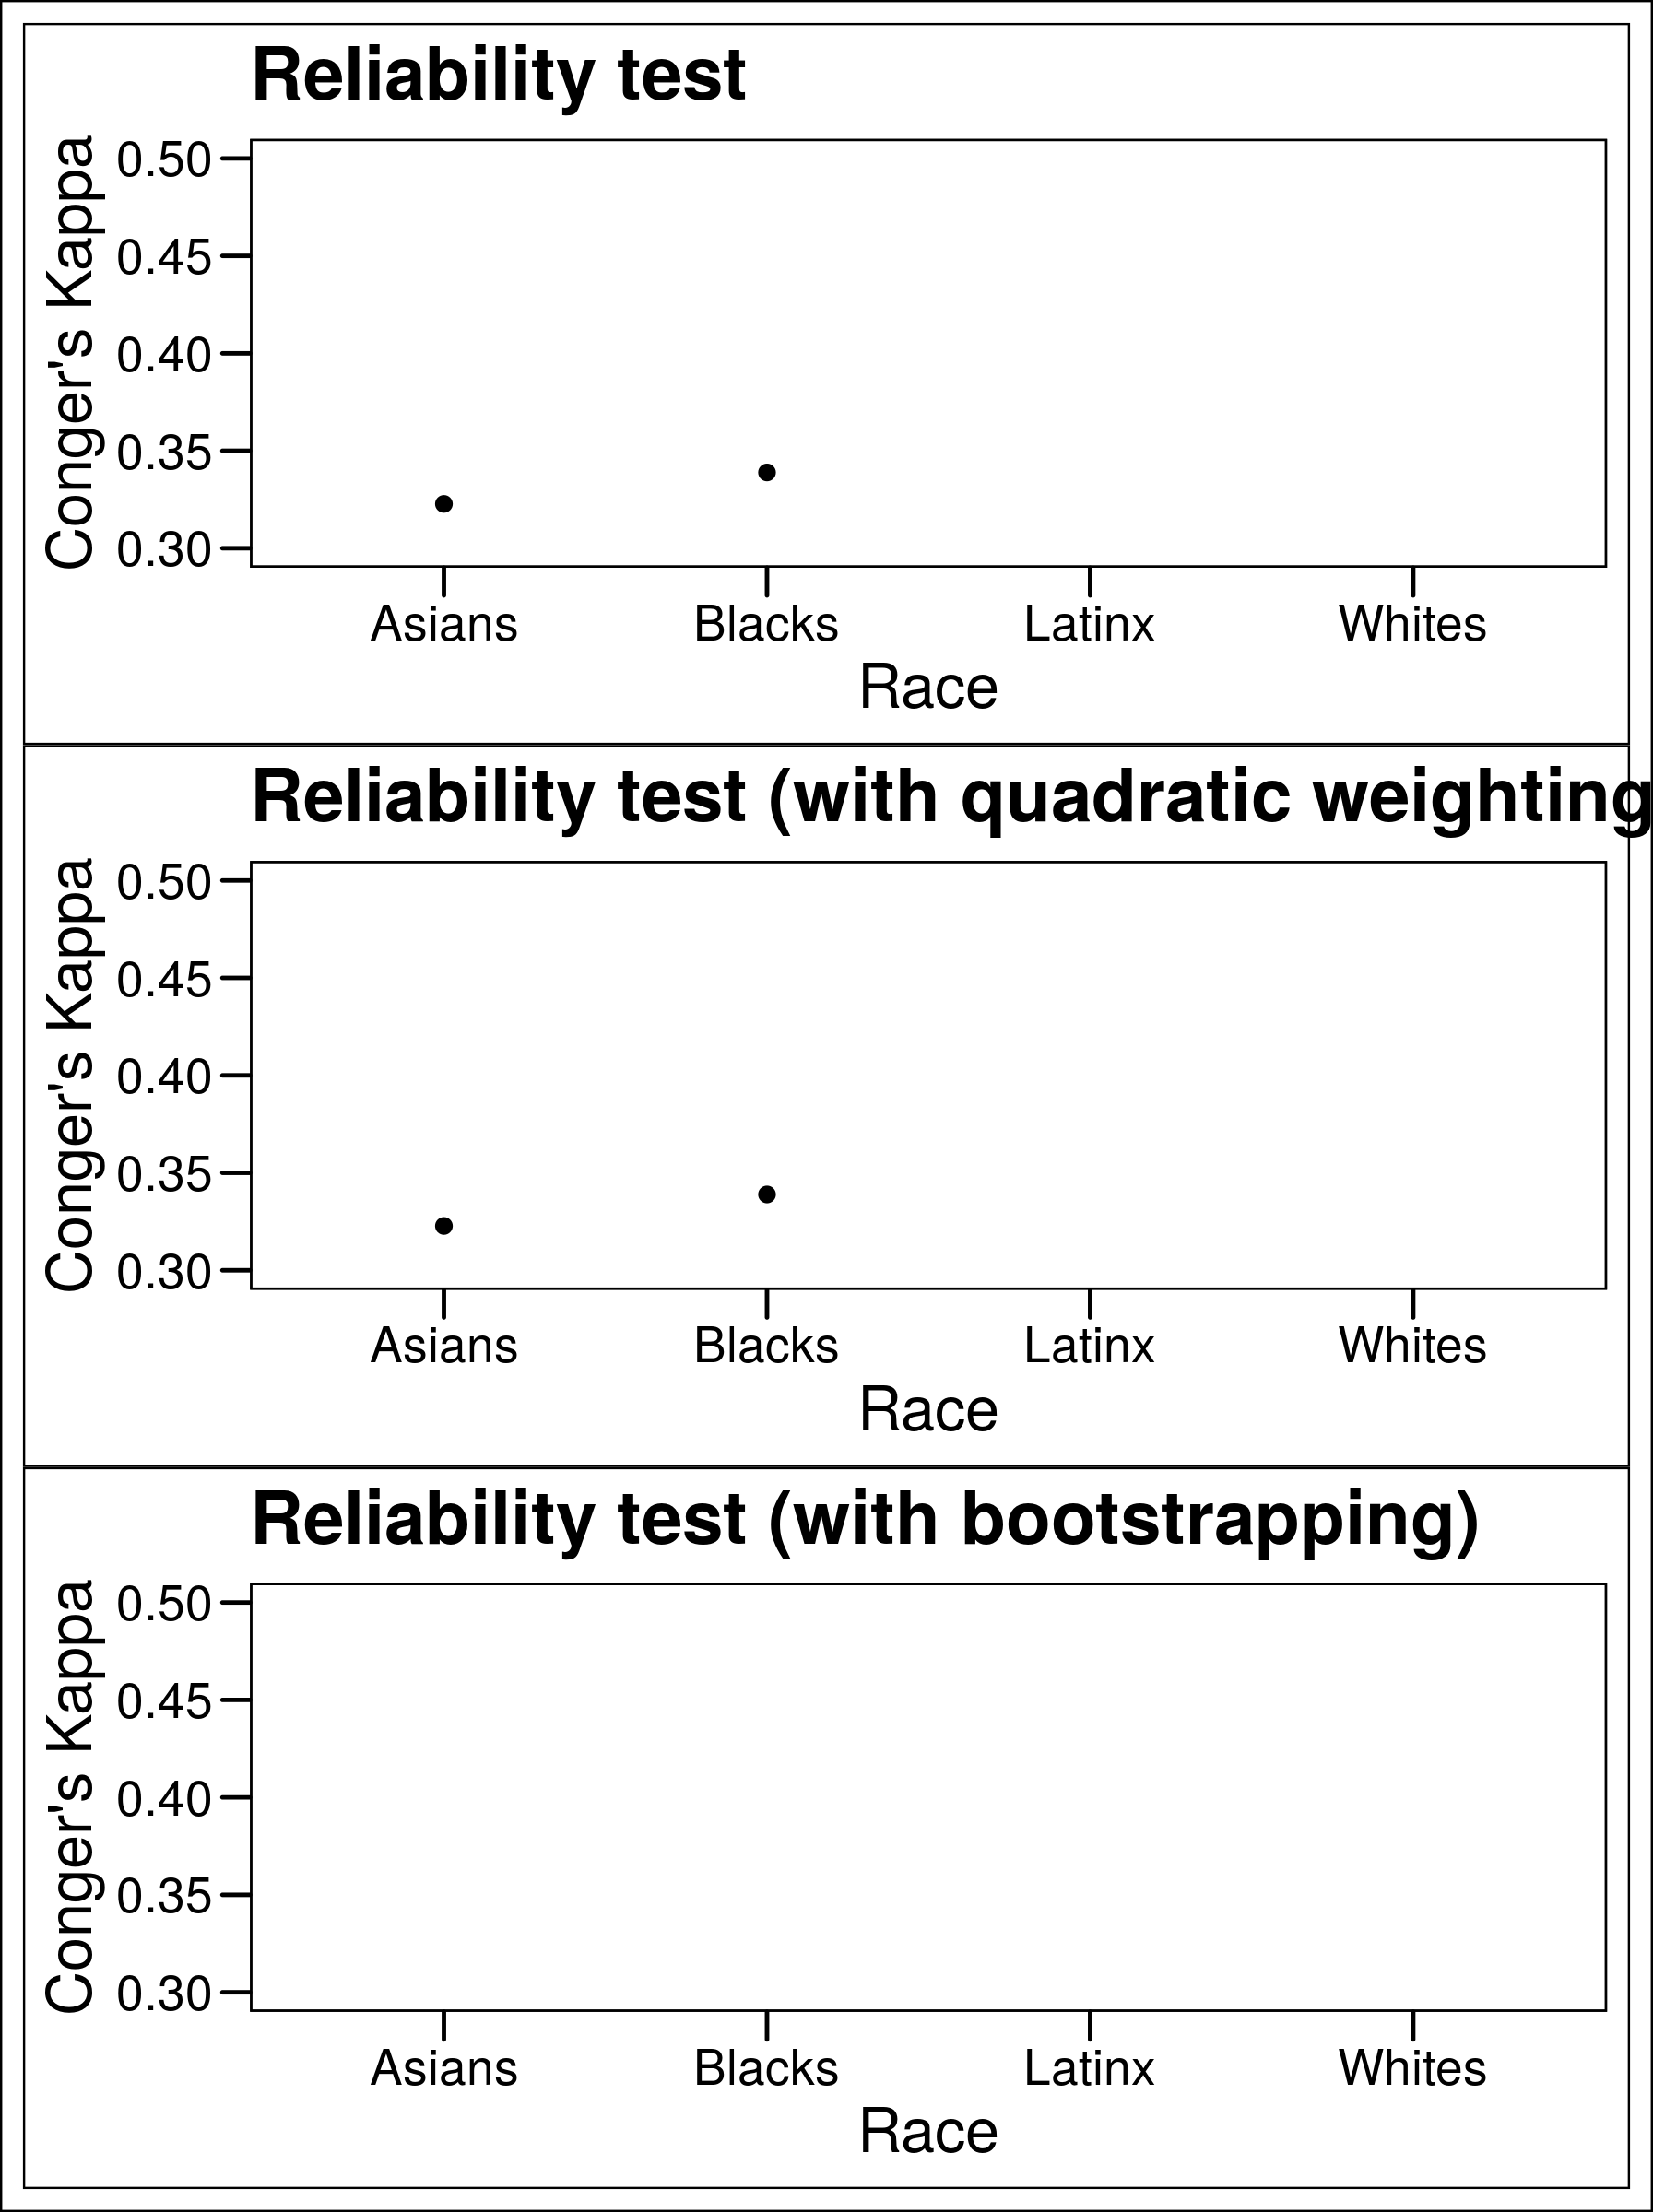 Reliability test
Conger's Kappa
0.50
0.45
0.40
0.35
0.30
Asians Blacks Latinx Whites
Race
Reliability test (with quadratic weighting
Conger's Kappa
0.50
0.45
0.40
0.35
0.30
Asians Blacks Latinx Whites
Race
Reliability test (with bootstrapping)
Conger's Kappa
0.50
0.45
0.40
0.35
0.30
Asians Blacks Latinx Whites
Race